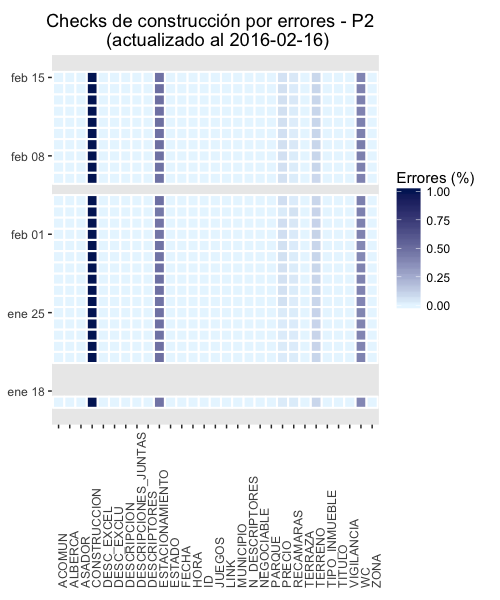 Checks de construcción por errores - P2
(actualizado al 2016-02-16)
feb 15
feb 08
feb 01
ene 25
ene 18
Errores (%)
1.00
0.75
0.50
0.25
0.00
ACOMUN
ALBERCA
ASADOR
CONSTRUCCION
DESC_EXCEL
DESC_EXCLU
DESCRIPCION
DESCRIPCIONES_JUNTAS
DESCRIPTORES
ESTACIONAMIENTO
ESTADO
FECHA
HORA
ID
JUEGOS
LINK
MUNICIPIO
N_DESCRIPTORES
NEGOCIABLE
PARQUE
PRECIO
RECAMARAS
TERRAZA
TERRENO
TIPO_INMUEBLE
TITULO
VIGILANCIA
WC
ZONA